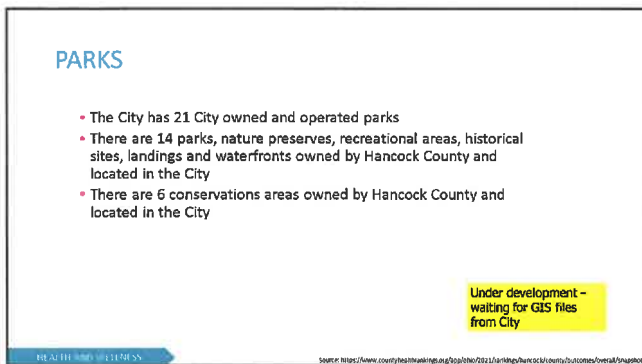 PARKS
• The City has 21 City owned and operated parks
• There are 14 parks, nature preserves, recreational areas, historical
sites, landings and waterfronts owned by Hancock County and
located in the City
• There are 6 conservations areas owned by Hancock County and
located in the City
Under development –
waiting for GIS files
from City
HEALTH AND WELLNESS
Source: https://www.countyhealthrankings.org/app/ohio/2021/rankings/hancock/county/outcomes/overall/snapshot